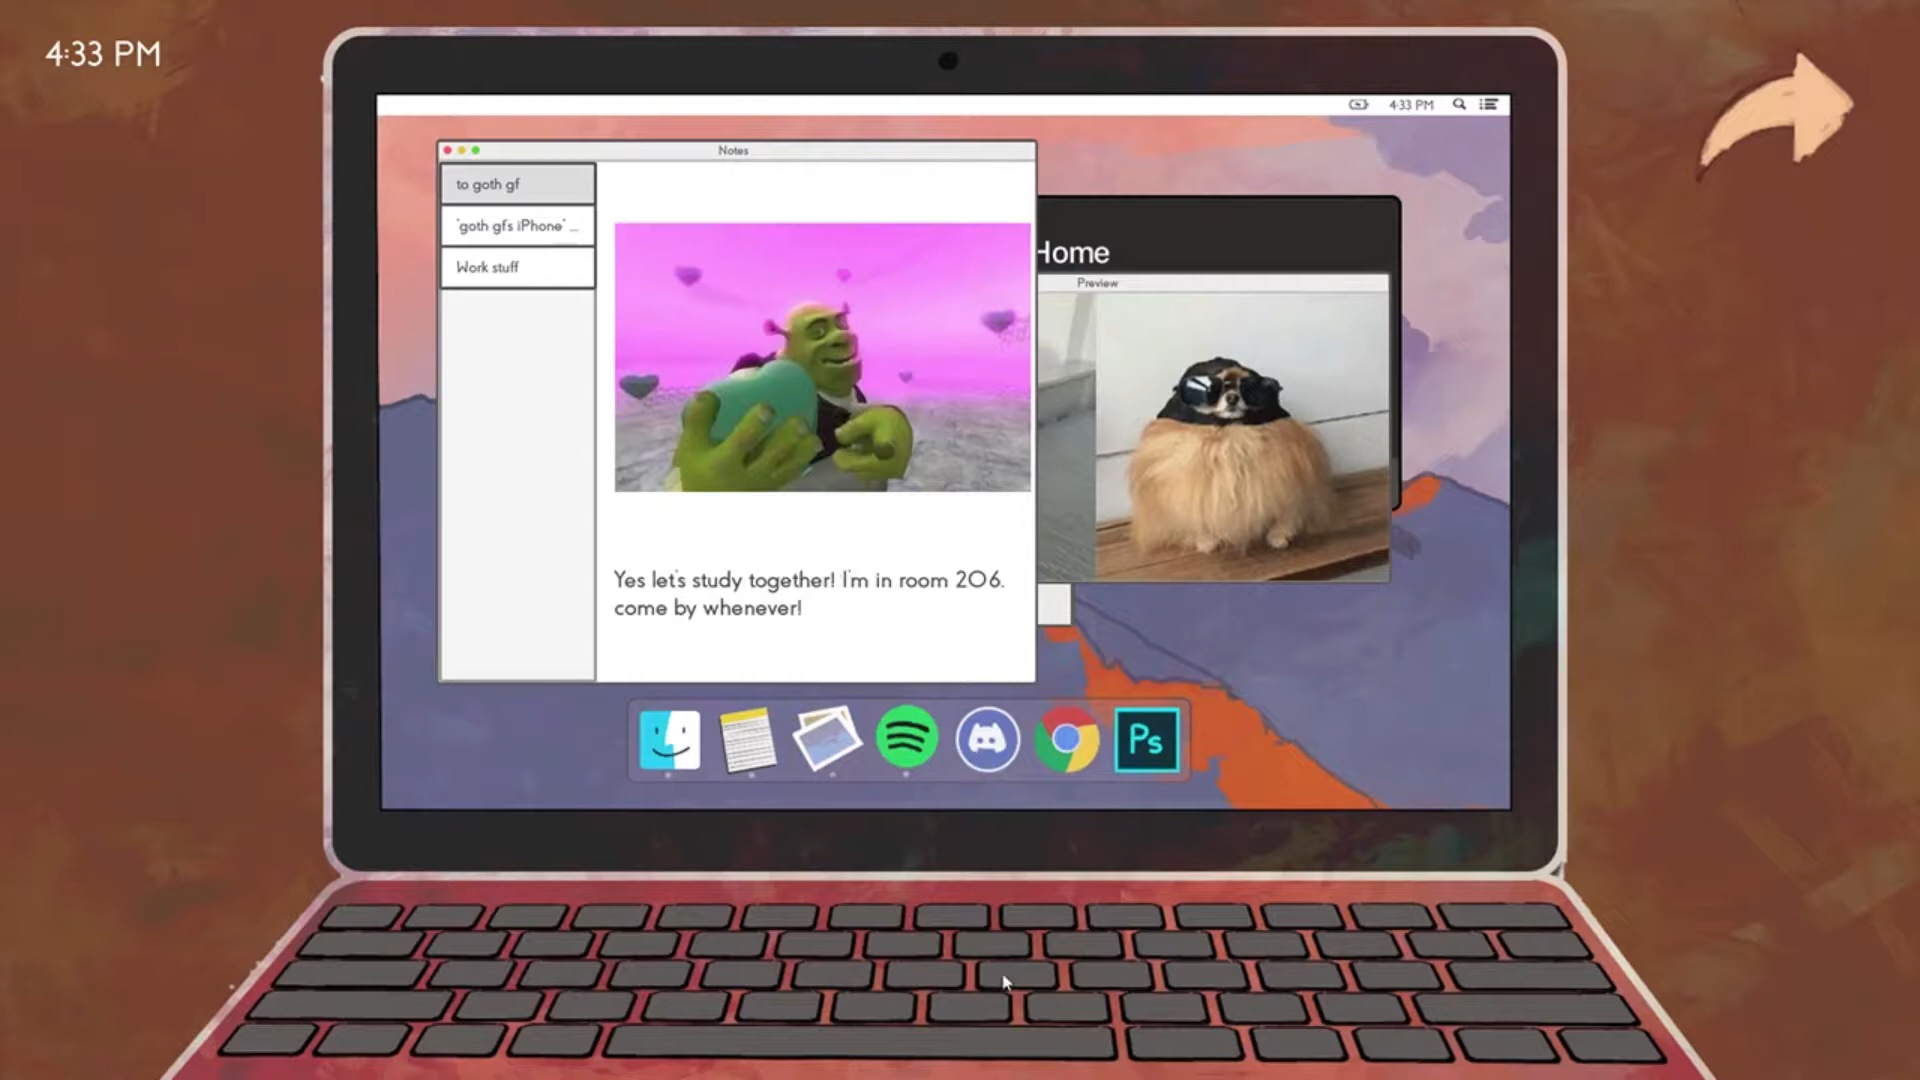 4:33 PM
4:33 PM
Notes
to goth gf
"goth gfs iPhone" ...
Work stuff
Home
Preview
Yes let's study together! I'm in room 206.
come by whenever!
Ps